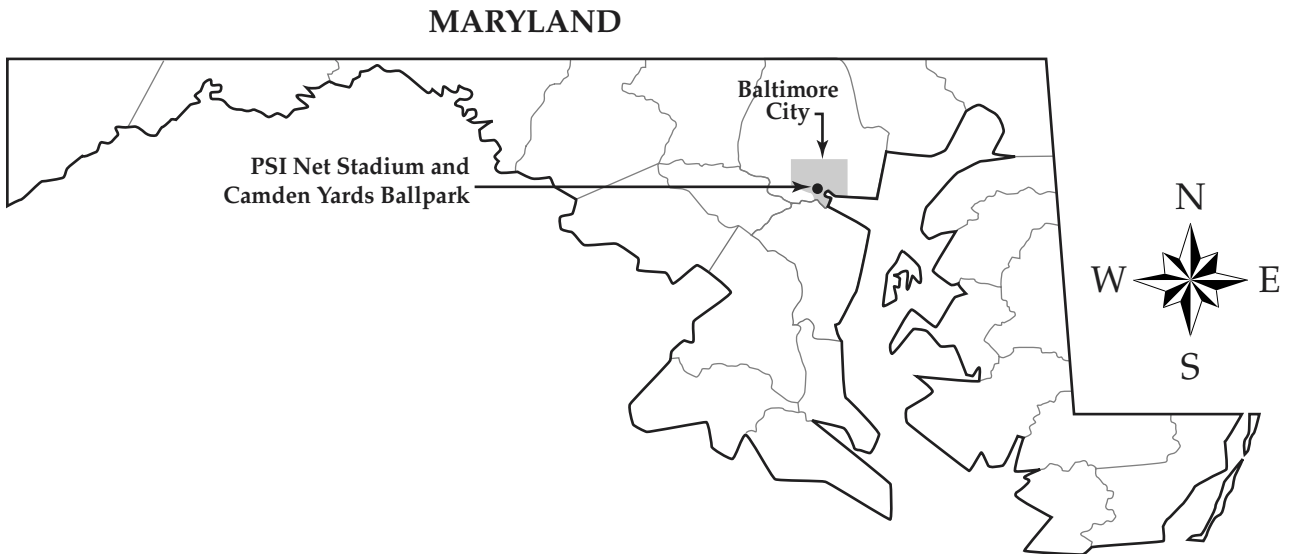 MARYLAND
Baltimore
City
PSI Net Stadium and
Camden Yards Ballpark
N
W
E
S